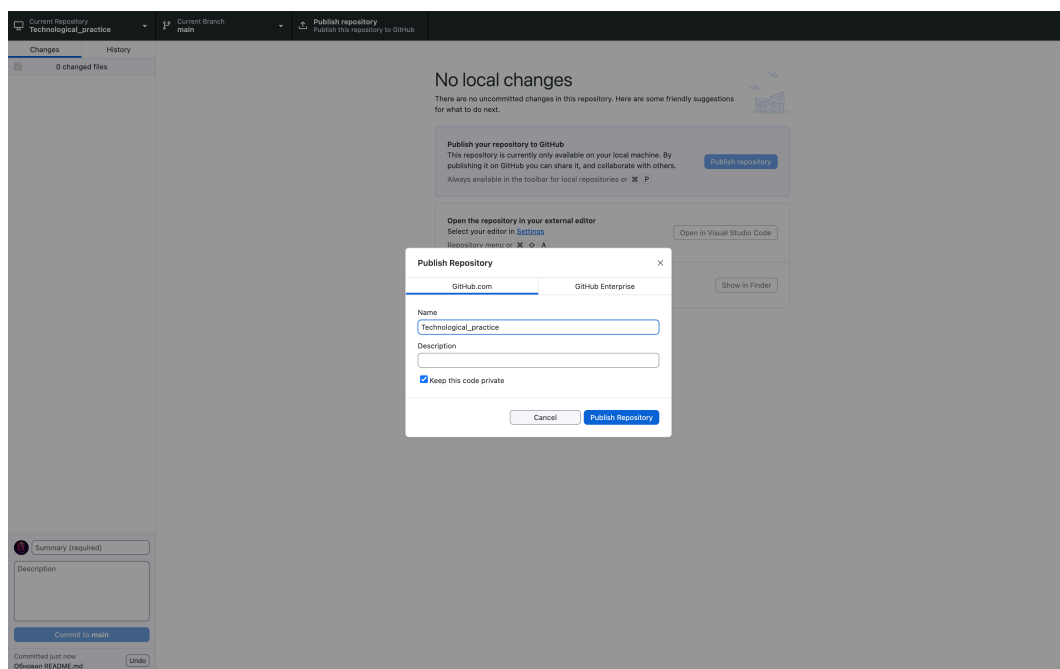 Current Repository
Technological_practice
Current Branch
main
Publish repository
Publish this repository to GitHub
Changes
History
0 changed files
No local changes
There are no uncommitted changes in this repository. Here are some friendly suggestions
for what to do next.
Publish your repository to GitHub
This repository is currently only available on your local machine. By
publishing it on GitHub you can share it, and collaborate with others.
Always available in the toolbar for local repositories or ⌘ P
Publish repository
Open the repository in your external editor
Select your editor in Settings
Repository menu or ⌘ ⇧ A
Open in Visual Studio Code
Show in Finder
Publish Repository
×
GitHub.com
GitHub Enterprise
Name
Technological_practice
Description
Keep this code private
Cancel
Publish Repository
Summary (required)
Description
Commit to main
Committed just now
Обновил README.md
Undo